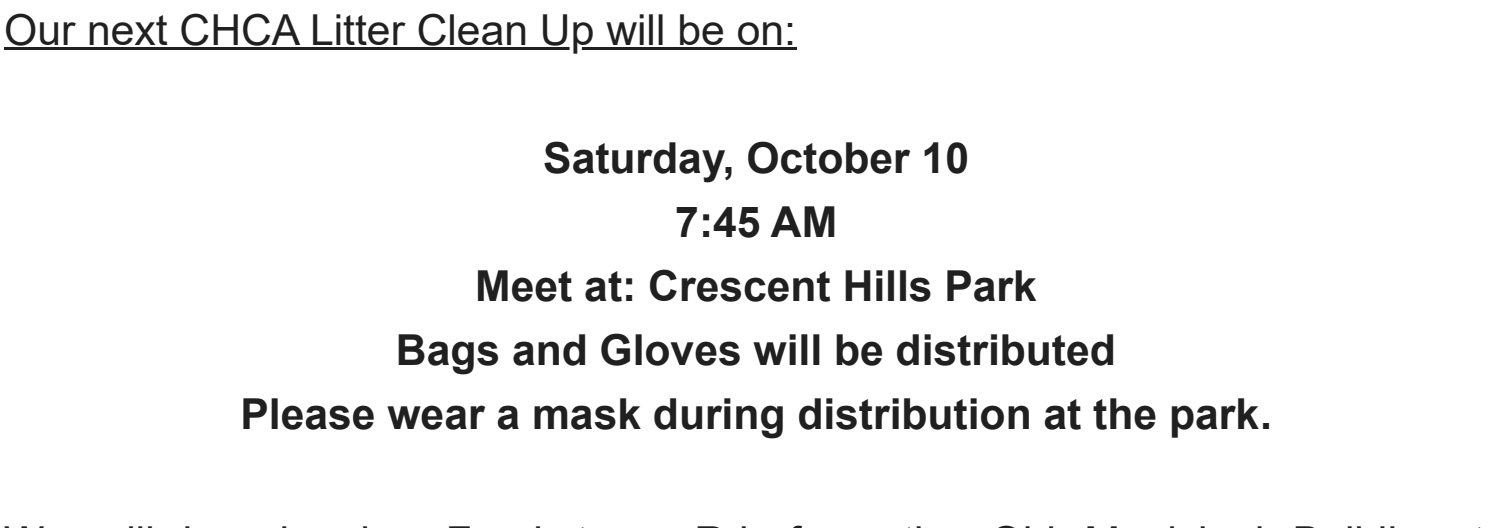 Our next CHCA Litter Clean Up will be on:
Saturday, October 10
7:45 AM
Meet at: Crescent Hills Park
Bags and Gloves will be distributed
Please wear a mask during distribution at the park.